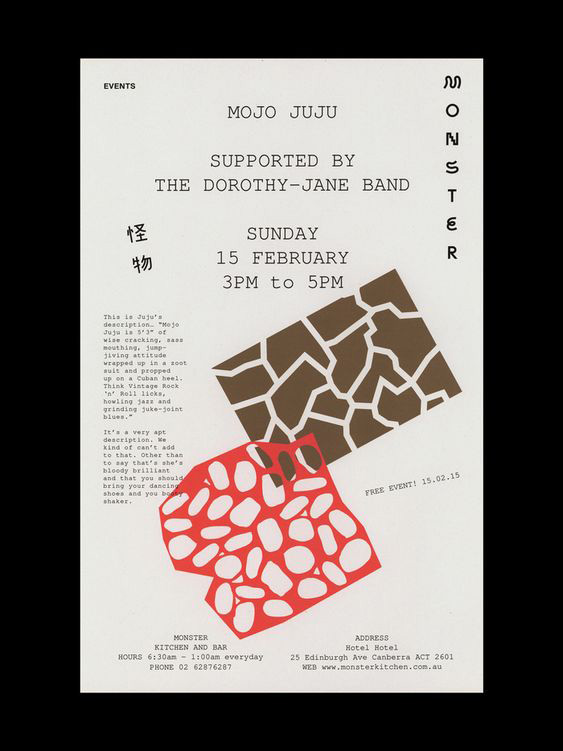 EVENTS
MONSTER
MOJO JUJU
SUPPORTED BY
THE DOROTHY-JANE BAND
怪物
SUNDAY
15 FEBRUARY
3PM to 5PM
This is Juju's
description… "Mojo
Juju is 5'3" of
wise cracking, sass
mouthing, jump-
jiving attitude
wrapped up in a zoot
suit and propped
up on a Cuban heel.
Think Vintage Rock
'n' Roll licks,
howling jazz and
grinding juke-joint
blues."
It's a very apt
description. We
kind of can't add
to that. Other than
to say that's she's
bloody brilliant
and that you should
bring your dancing
shoes and you booty
shaker.
FREE EVENT! 15.02.15
MONSTER
KITCHEN AND BAR
HOURS 6:30am – 1:00am everyday
PHONE 02 62876287
ADDRESS
Hotel Hotel
25 Edinburgh Ave Canberra ACT 2601
WEB www.monsterkitchen.com.au